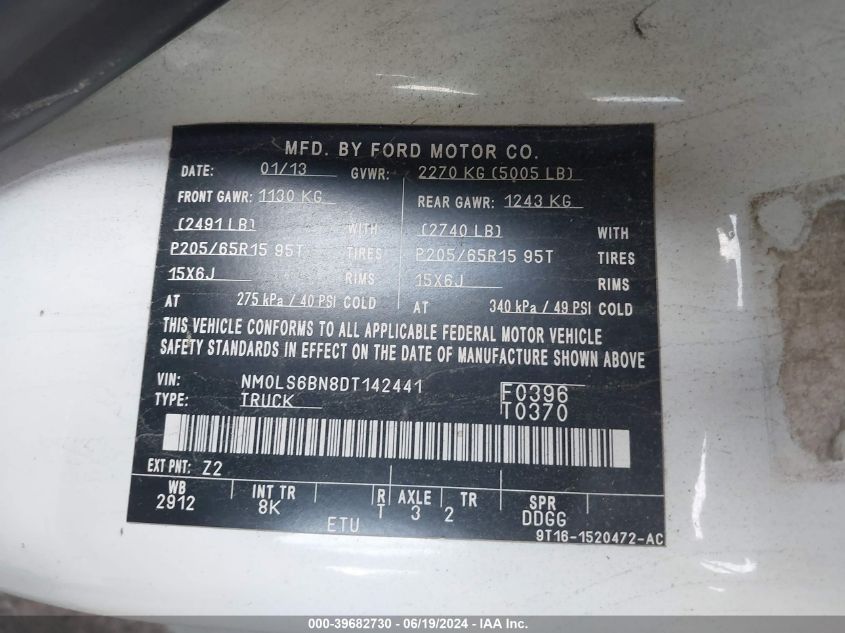 MFD. BY FORD MOTOR CO.
DATE: 01/13 GVWR: 2270 KG (5005 LB)
FRONT GAWR: 1130 KG REAR GAWR: 1243 KG
(2491 LB) WITH (2740 LB) WITH
P205/65R15 95T TIRES P205/65R15 95T TIRES
15X6J RIMS 15X6J RIMS
AT 275 kPa / 40 PSI COLD AT 340 kPa / 49 PSI COLD
THIS VEHICLE CONFORMS TO ALL APPLICABLE FEDERAL MOTOR VEHICLE
SAFETY STANDARDS IN EFFECT ON THE DATE OF MANUFACTURE SHOWN ABOVE
VIN: NM0LS6BN8DT142441 F0396
TYPE: TRUCK T0370
EXT PNT: Z2
WB INT TR R AXLE TR SPR
2912 8K T 3 2 DDGG
ETU 9T16-1520472-AC
000-39682730 - 06/19/2024 - IAA Inc.